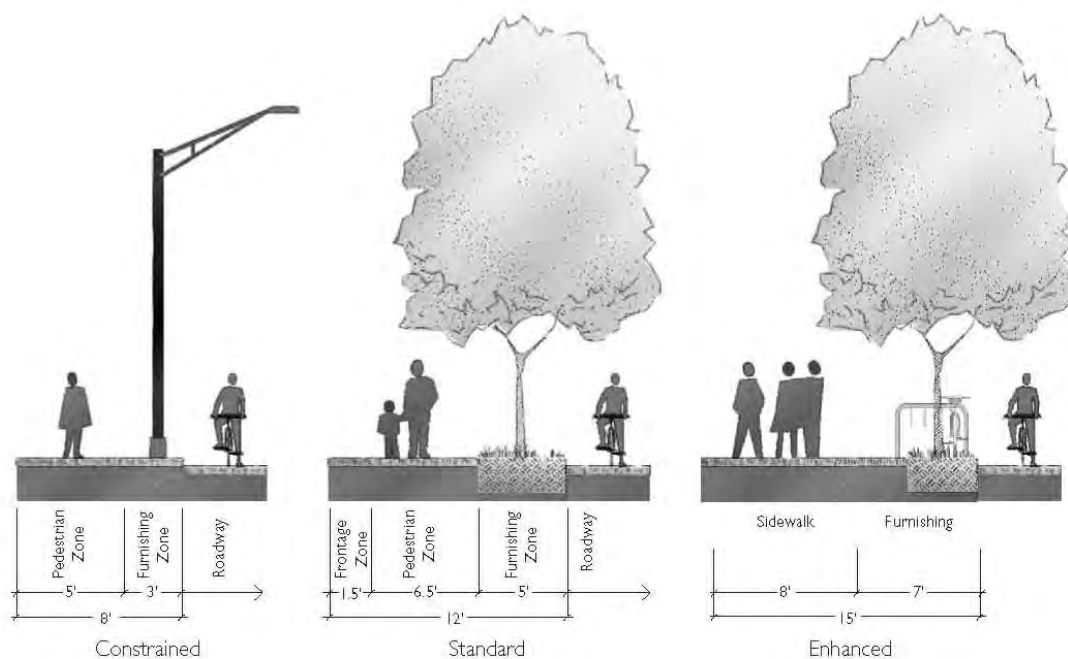 Pedestrian
Zone
Furnishing
Zone
Roadway
5'
3'
8'
Constrained
Frontage
Zone
Pedestrian
Zone
Furnishing
Zone
Roadway
1.5'
6.5'
5'
12'
Standard
Sidewalk
Furnishing
8'
7'
15'
Enhanced